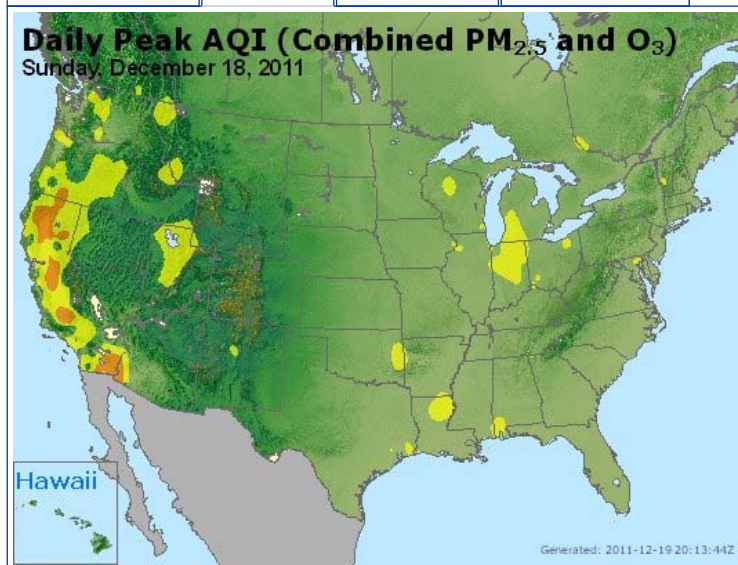 Daily Peak AQI (Combined PM₂.₅ and O₃)
Sunday, December 18, 2011
Hawaii
Generated: 2011-12-19 20:13:44Z